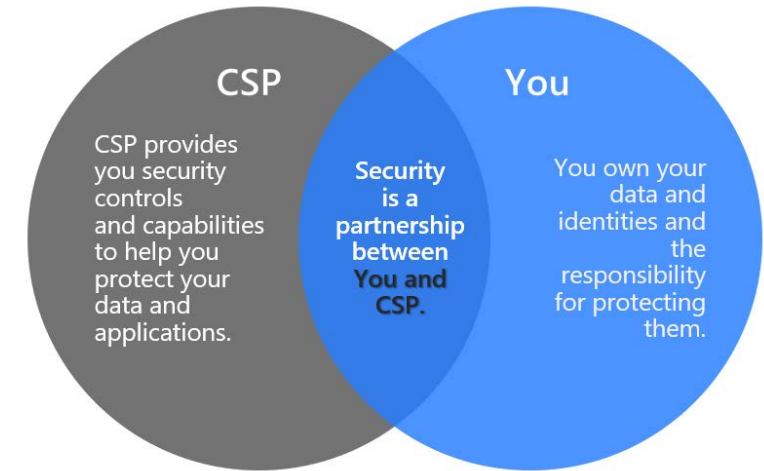 CSP
CSP provides
you security
controls
and capabilities
to help you
protect your
data and
applications.
Security
is a
partnership
between
You and
CSP.
You
You own your
data and
identities and
the
responsibility
for protecting
them.